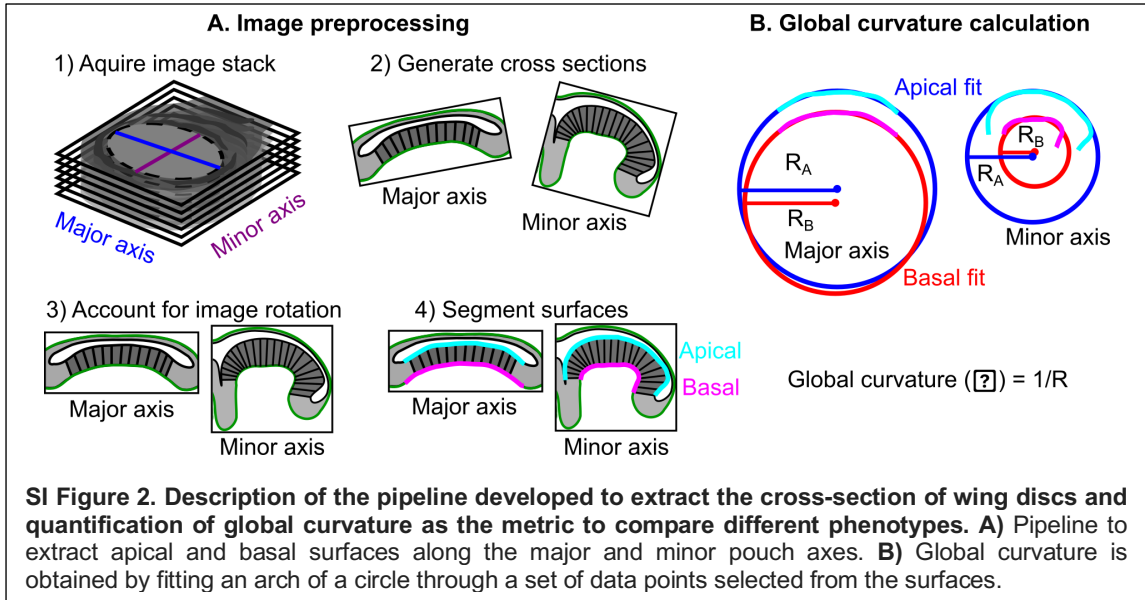 A. Image preprocessing
1) Aquire image stack
Major axis
Minor axis
2) Generate cross sections
Major axis
Minor axis
3) Account for image rotation
Major axis
Minor axis
4) Segment surfaces
Apical
Basal
Major axis
Minor axis
B. Global curvature calculation
Apical fit
R_A
R_B
Major axis
Basal fit
R_B
R_A
Minor axis
Global curvature (⍰) = 1/R
SI Figure 2. Description of the pipeline developed to extract the cross-section of wing discs and
quantification of global curvature as the metric to compare different phenotypes. A) Pipeline to
extract apical and basal surfaces along the major and minor pouch axes. B) Global curvature is
obtained by fitting an arch of a circle through a set of data points selected from the surfaces.